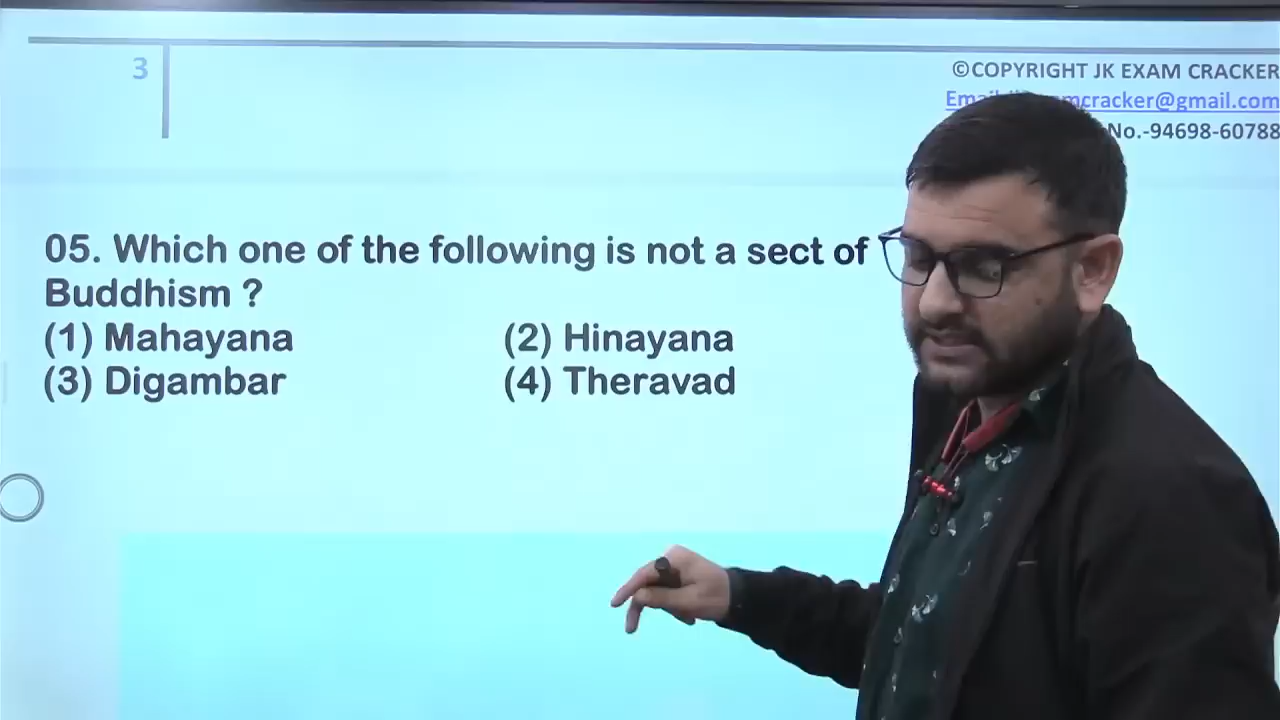 3
©COPYRIGHT JK EXAM CRACKER
mcracker@gmail.com
No.-94698-60788
05. Which one of the following is not a sect of
Buddhism ?
(1) Mahayana (2) Hinayana
(3) Digambar (4) Theravad